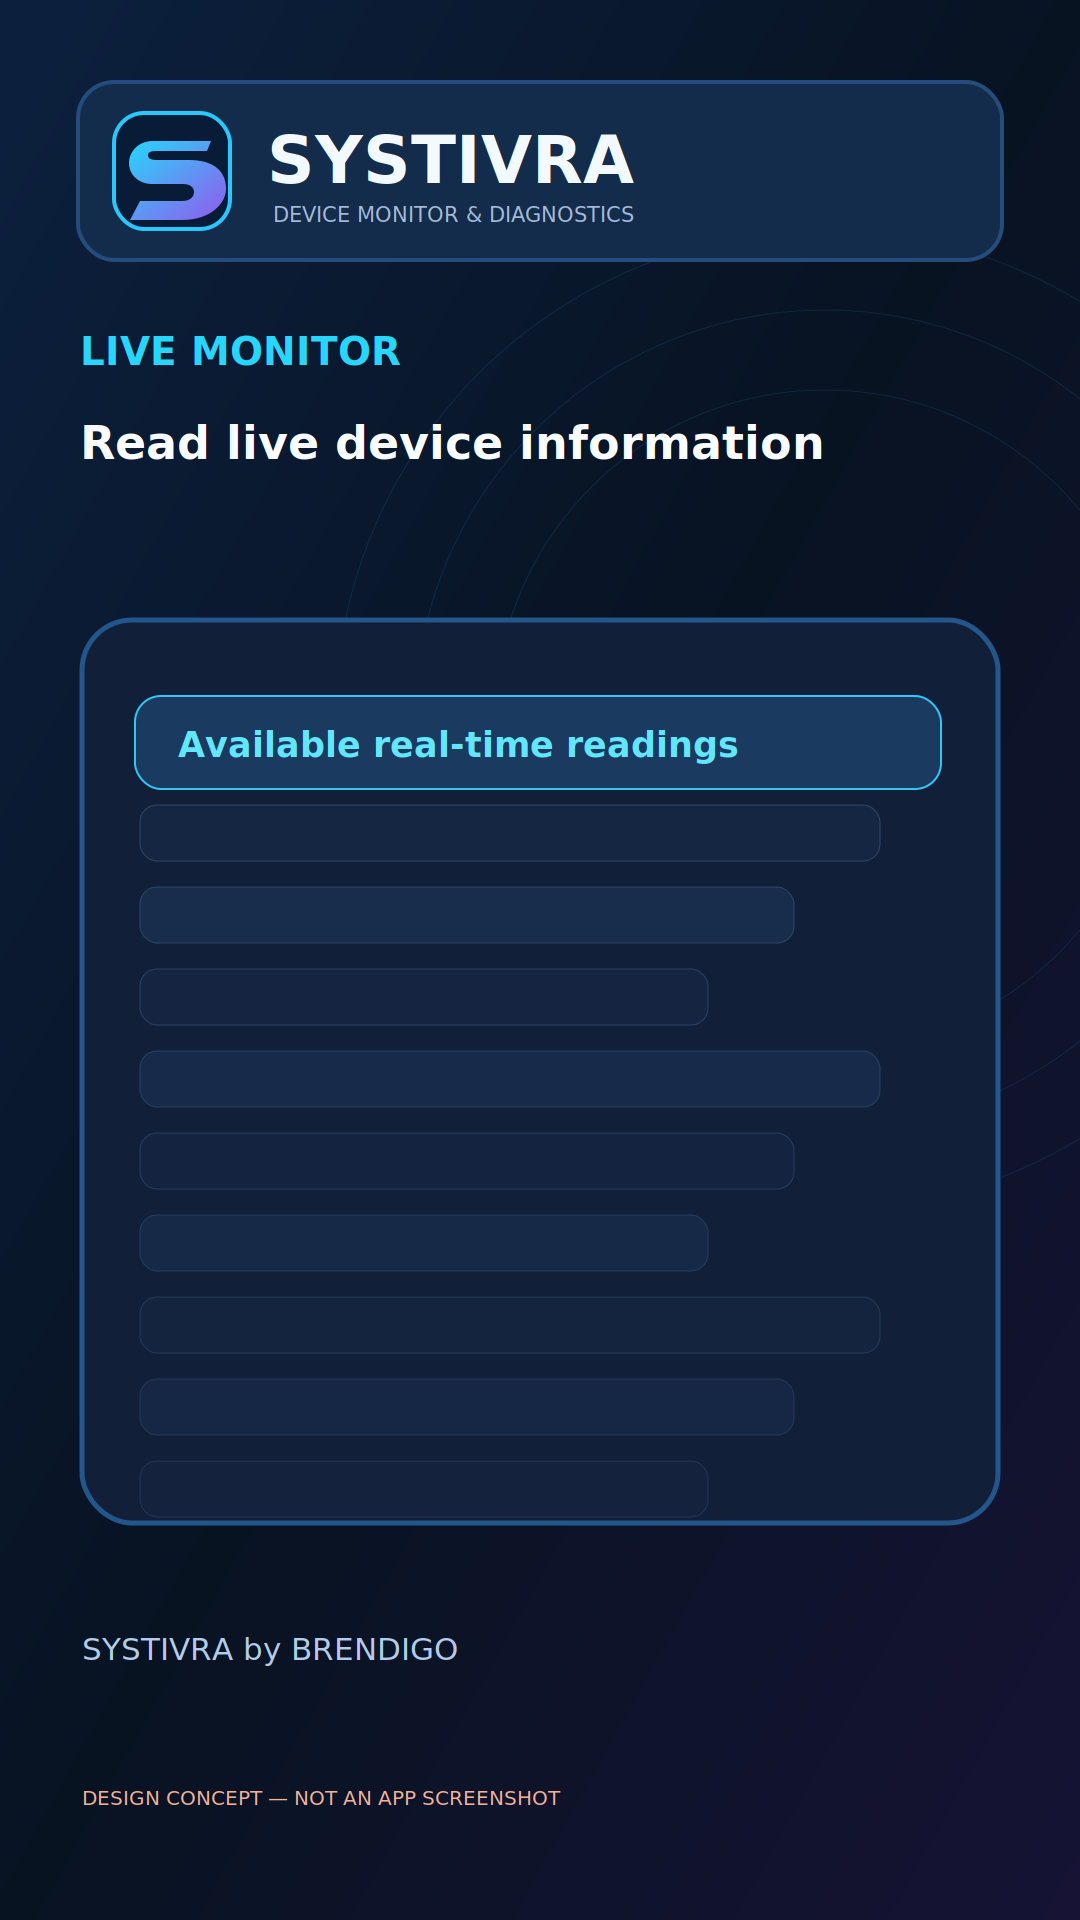 SYSTIVRA
DEVICE MONITOR & DIAGNOSTICS
LIVE MONITOR
Read live device information
Available real-time readings
SYSTIVRA by BRENDIGO
DESIGN CONCEPT — NOT AN APP SCREENSHOT